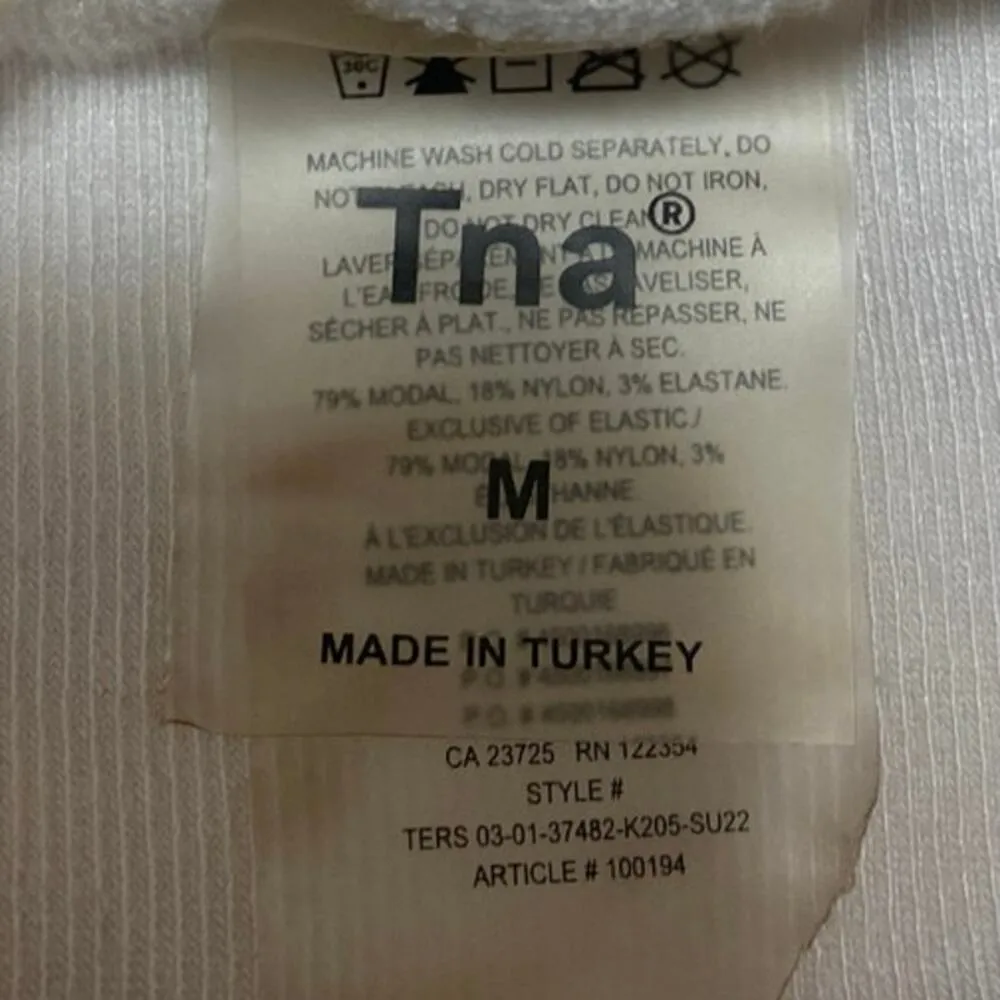 30C
MACHINE WASH COLD SEPARATELY, DO
NOT BLEACH, DRY FLAT, DO NOT IRON,
DO NOT DRY CLEAN
Tna®
LAVER SÉPARÉMENT À LA MACHINE À
L'EAU FROIDE, NE PAS JAVELISER,
SÉCHER À PLAT., NE PAS REPASSER, NE
PAS NETTOYER À SEC.
79% MODAL, 18% NYLON, 3% ELASTANE.
EXCLUSIVE OF ELASTIC /
79% MODAL, 18% NYLON, 3%
M
À L'EXCLUSION DE L'ÉLASTIQUE.
MADE IN TURKEY / FABRIQUÉ EN
TURQUIE
MADE IN TURKEY
P.O. #
P.O. #
CA 23725 RN 122354
STYLE #
TERS 03-01-37482-K205-SU22
ARTICLE # 100194